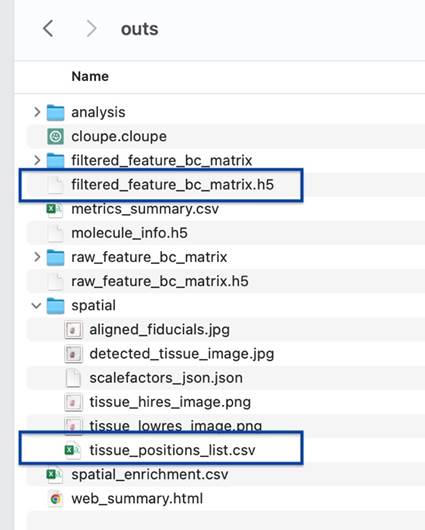 outs
Name
analysis
cloupe.cloupe
filtered_feature_bc_matrix
filtered_feature_bc_matrix.h5
metrics_summary.csv
molecule_info.h5
raw_feature_bc_matrix
raw_feature_bc_matrix.h5
spatial
aligned_fiducials.jpg
detected_tissue_image.jpg
scalefactors_json.json
tissue_hires_image.png
tissue_lowres_image.png
tissue_positions_list.csv
spatial_enrichment.csv
web_summary.html